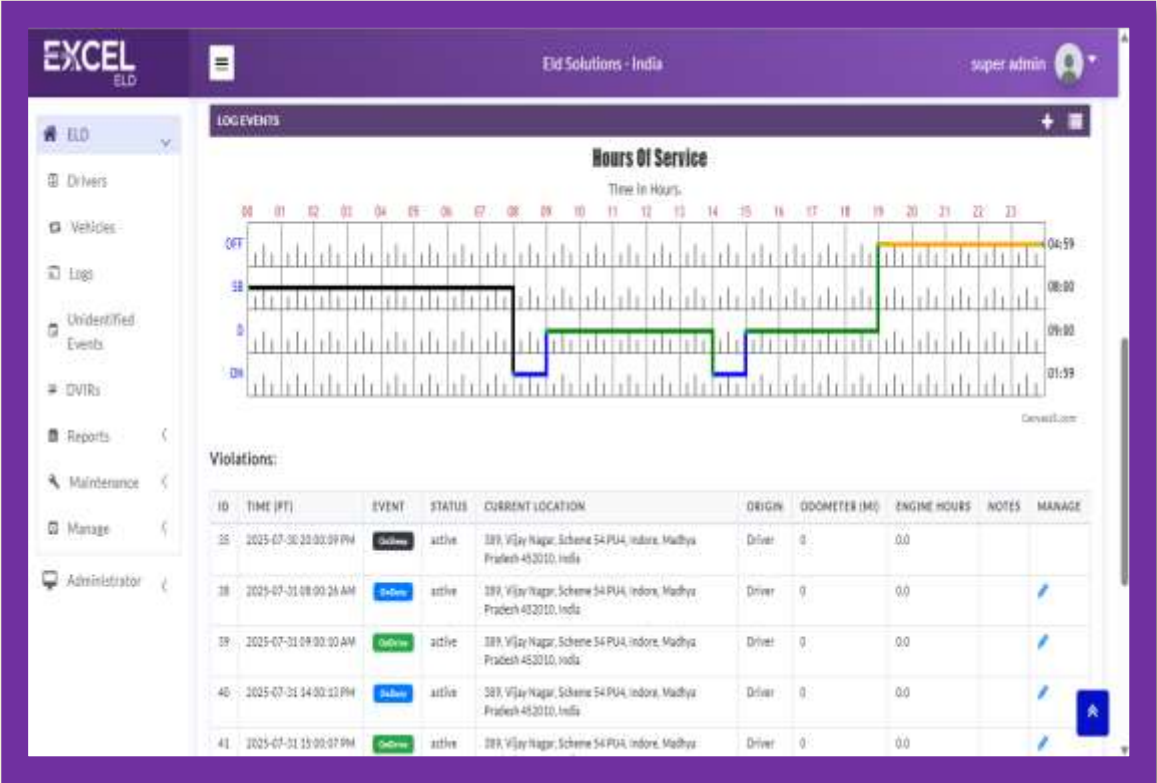 EXCEL
ELD
Eld Solutions - India
super admin
ELD
Drivers
Vehicles
Logs
Unidentified
Events
DVIRs
Reports
Maintenance
Manage
Administrator
LOG EVENTS
Hours Of Service
Time in Hours.
00 01 02 03 04 05 06 07 08 09 10 11 12 13 14 15 16 17 18 19 20 21 22 23
OFF 04:59
SB 08:00
D 09:00
ON 01:59
CanvasJS.com
Violations:
ID TIME (PT) EVENT STATUS CURRENT LOCATION ORIGIN ODOMETER (MI) ENGINE HOURS NOTES MANAGE
35 2025-07-30 20:00:09 PM active 389, Vijay Nagar, Scheme 54 PU4, Indore, Madhya Driver 0 0.0
Pradesh 452010, India
38 2025-07-31 08:00:26 AM OnDuty active 389, Vijay Nagar, Scheme 54 PU4, Indore, Madhya Driver 0 0.0
Pradesh 452010, India
39 2025-07-31 09:00:10 AM OnDrive active 389, Vijay Nagar, Scheme 54 PU4, Indore, Madhya Driver 0 0.0
Pradesh 452010, India
40 2025-07-31 14:00:13 PM OnDuty active 389, Vijay Nagar, Scheme 54 PU4, Indore, Madhya Driver 0 0.0
Pradesh 452010, India
41 2025-07-31 15:00:07 PM OnDrive active 389, Vijay Nagar, Scheme 54 PU4, Indore, Madhya Driver 0 0.0